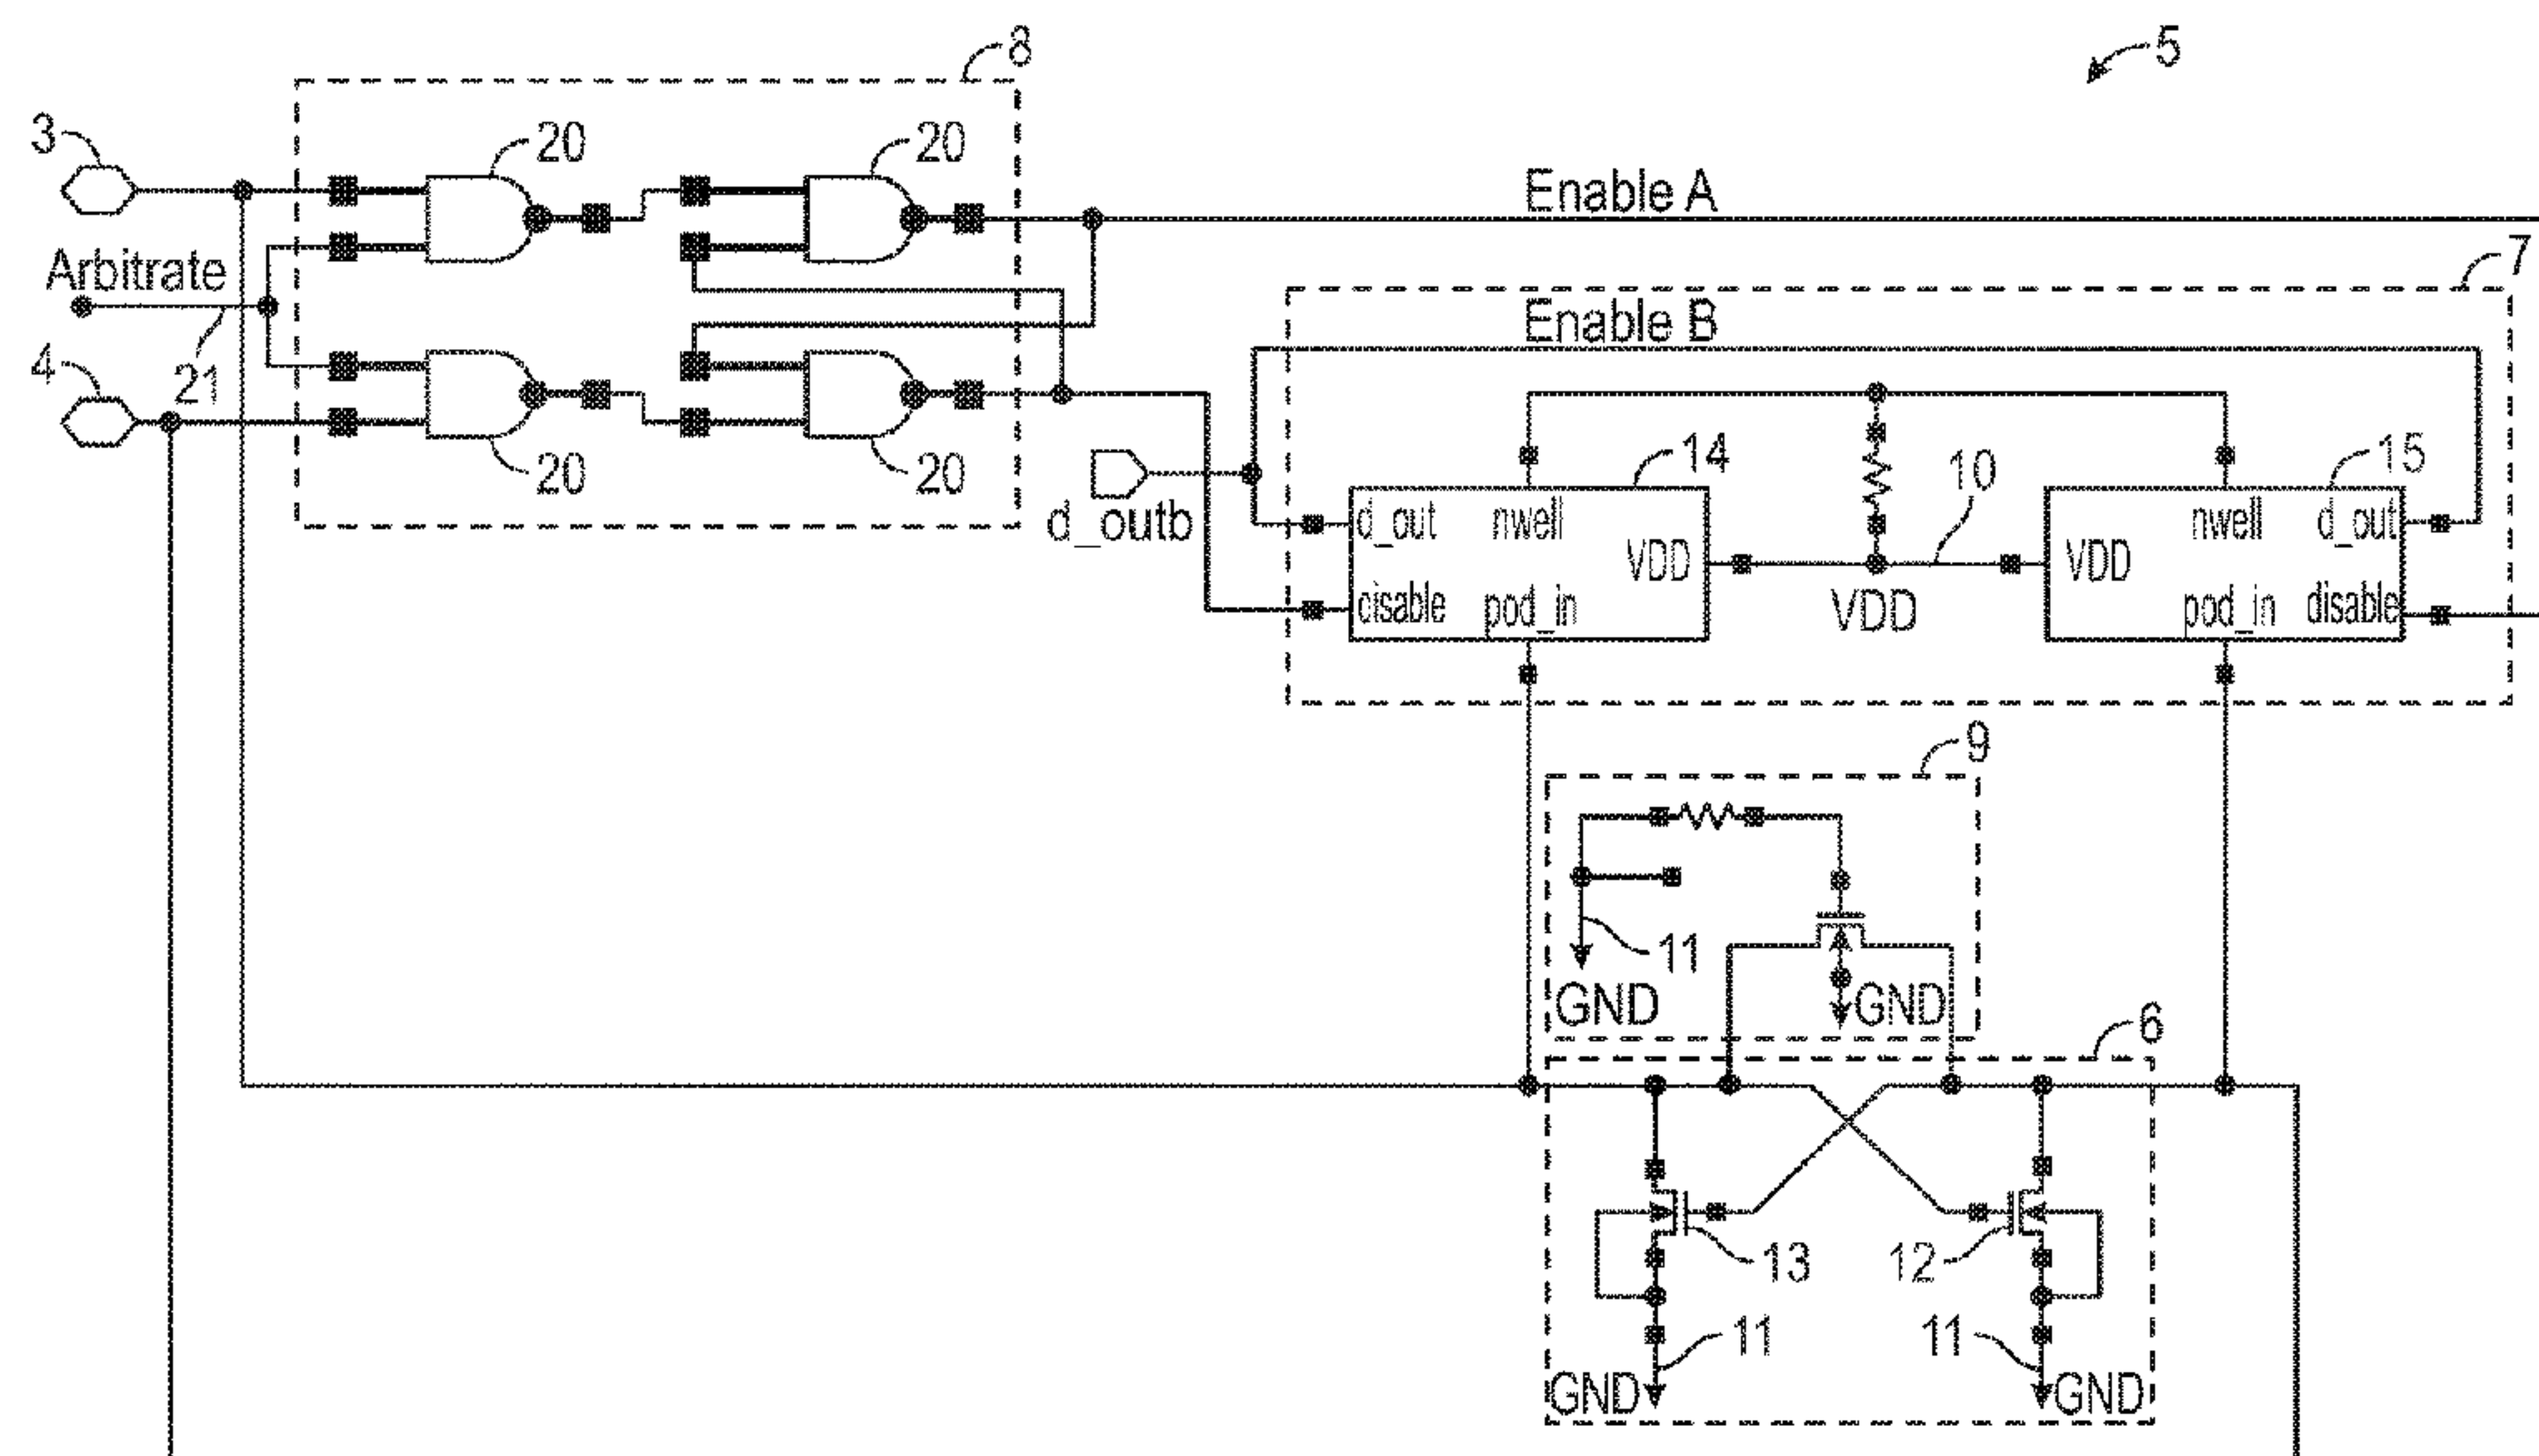 8
5
3
20
20
Enable A
7
Arbitrate
Enable B
4
21
20
20
14
10
15
d_outb
d_out
nwell
VDD
disable
pod_in
VDD
VDD
nwell
d_out
pod_in
disable
9
11
GND
GND
6
13
12
11
11
GND
GND